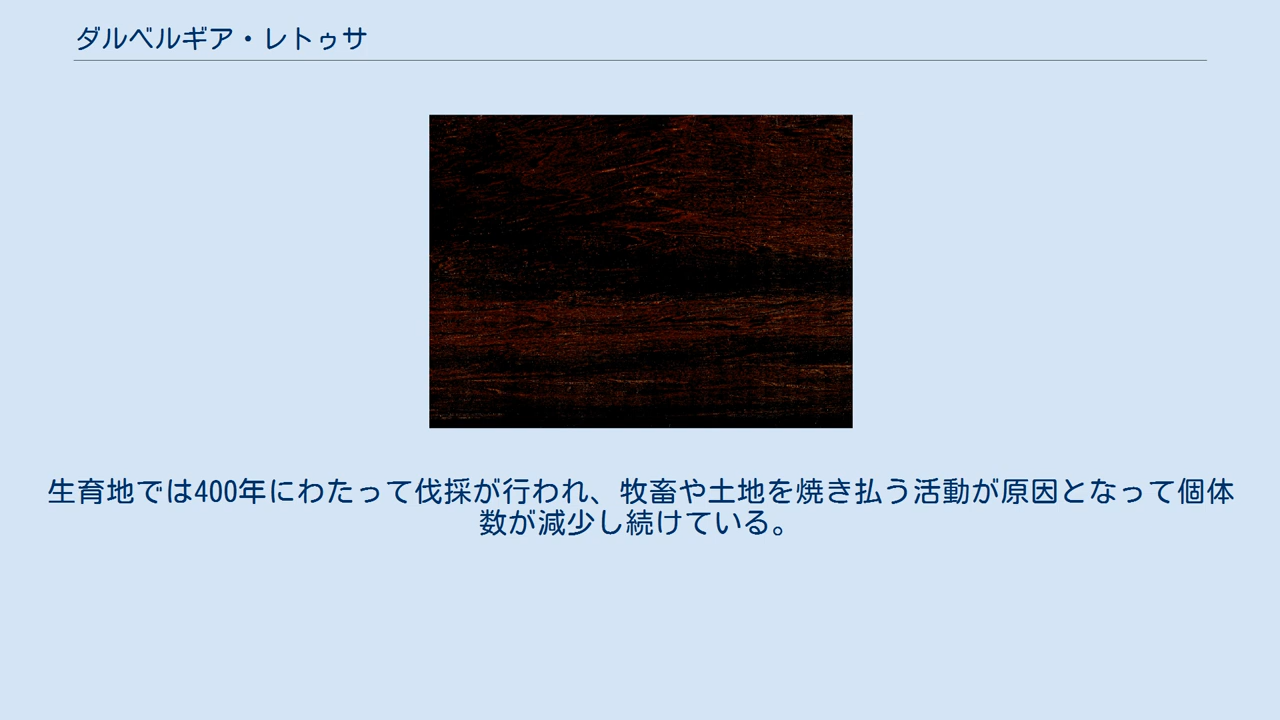 ダルベルギア・レトゥサ
生育地では400年にわたって伐採が行われ、牧畜や土地を焼き払う活動が原因となって個体
数が減少し続けている。